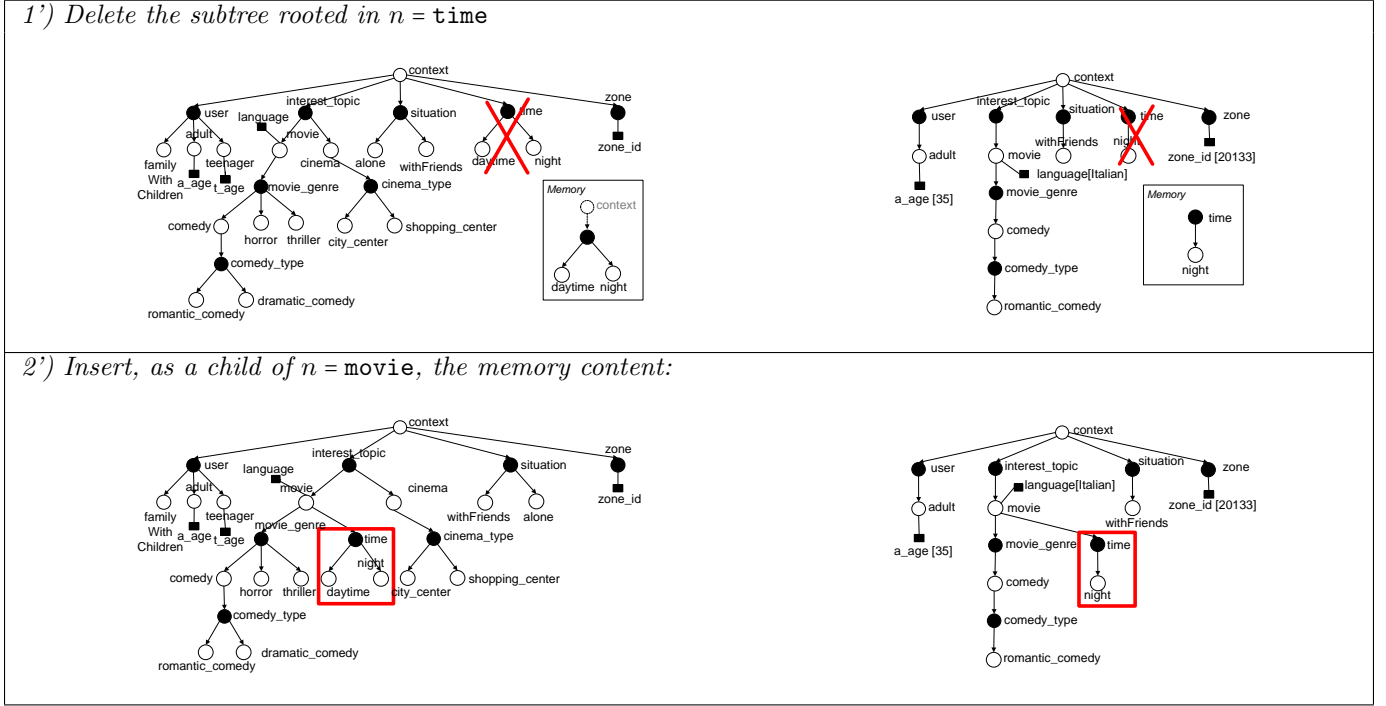 1’) Delete the subtree rooted in n = time
context
user
interest_topic
situation
time
zone
language
adult
movie
cinema
alone
withFriends
daytime
night
zone_id
family
With
Children
a_age
teenager
t_age
movie_genre
cinema_type
comedy
horror
thriller
city_center
shopping_center
comedy_type
romantic_comedy
dramatic_comedy
Memory
context
daytime night
context
user
interest_topic
situation
time
zone
adult
movie
withFriends
night
zone_id [20133]
language[Italian]
a_age [35]
movie_genre
comedy
comedy_type
romantic_comedy
Memory
time
night
2’) Insert, as a child of n = movie, the memory content:
context
user
interest_topic
situation
zone
language
adult
movie
cinema
zone_id
family
With
Children
a_age
teenager
t_age
withFriends
alone
movie_genre
time
cinema_type
night
comedy
horror
thriller
daytime
city_center
shopping_center
comedy_type
romantic_comedy
dramatic_comedy
context
user
interest_topic
situation
zone
language[Italian]
adult
movie
withFriends
zone_id [20133]
a_age [35]
movie_genre
time
comedy
night
comedy_type
romantic_comedy